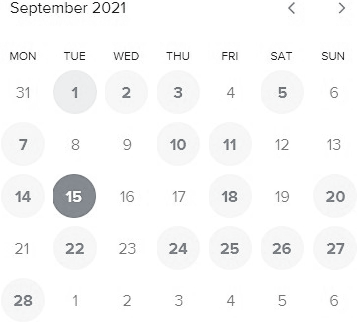 September 2021
MON TUE WED THU FRI SAT SUN
31 1 2 3 4 5 6
7 8 9 10 11 12 13
14 15 16 17 18 19 20
21 22 23 24 25 26 27
28 1 2 3 4 5 6